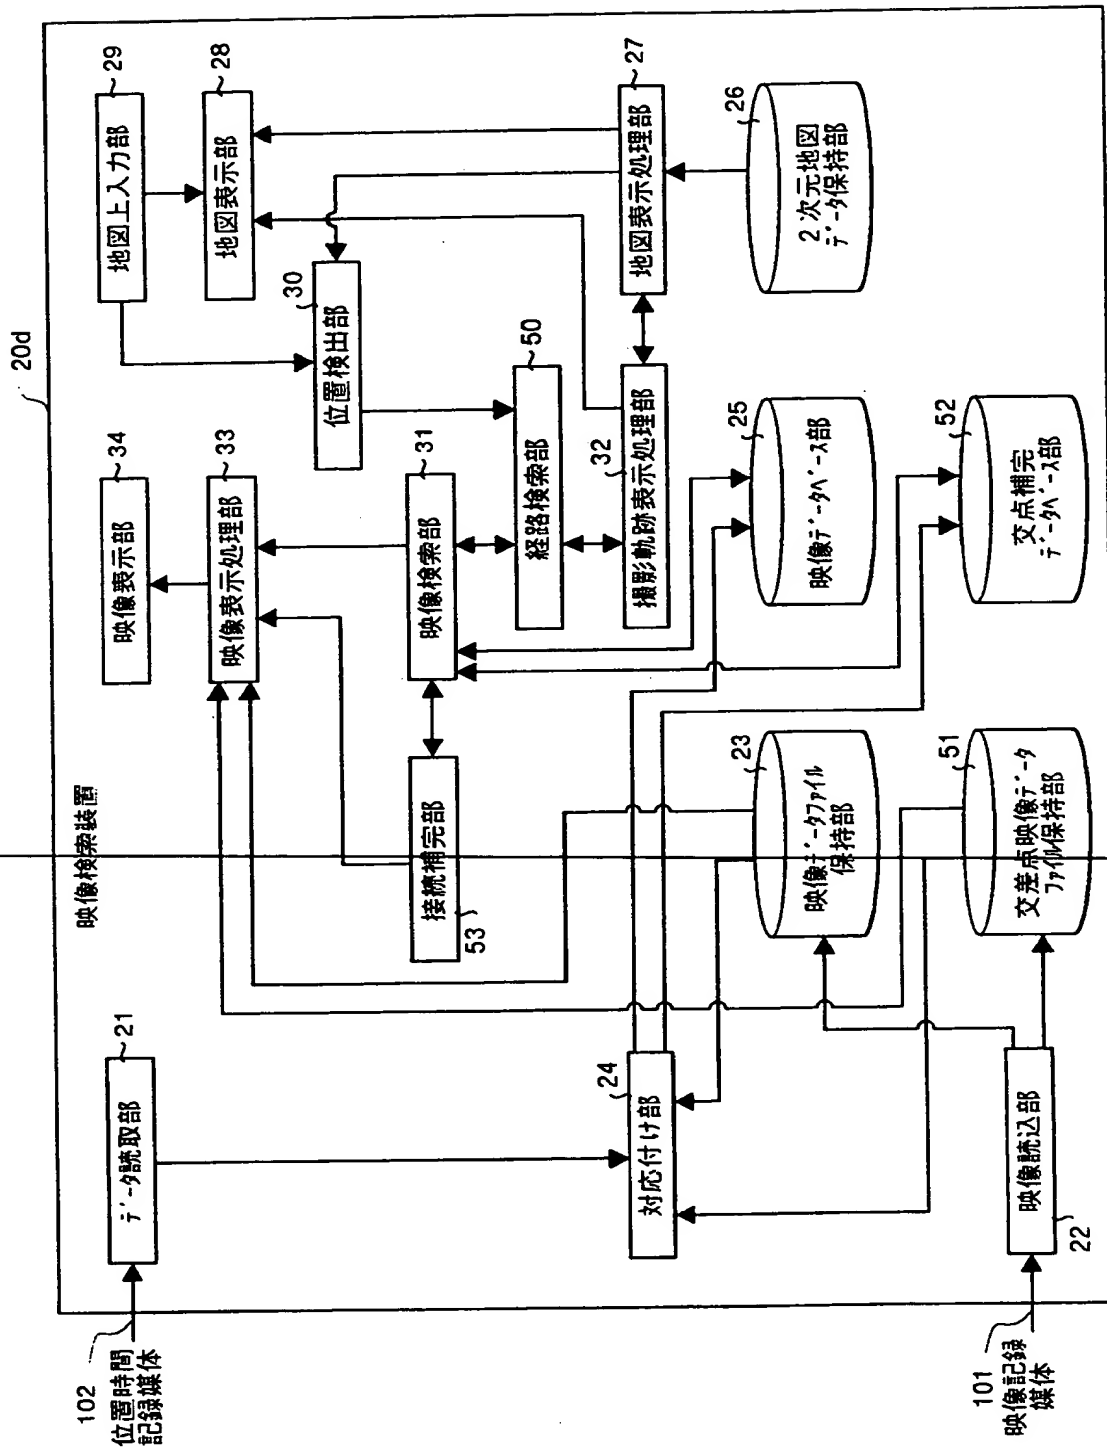 20d
映像検索装置
102
位置時間
記録媒体
データ読取部
21
映像表示部
34
地図上入力部
29
映像表示処理部
33
地図表示部
28
位置検出部
30
接続補完部
53
映像検索部
31
経路検索部
50
対応付け部
24
撮影軌跡表示処理部
32
地図表示処理部
27
映像データファイル
保持部
23
映像データベース部
25
2次元地図
データ保持部
26
101
映像記録
媒体
映像読込部
22
交差点映像データ
ファイル保持部
51
交点補完
データベース部
52